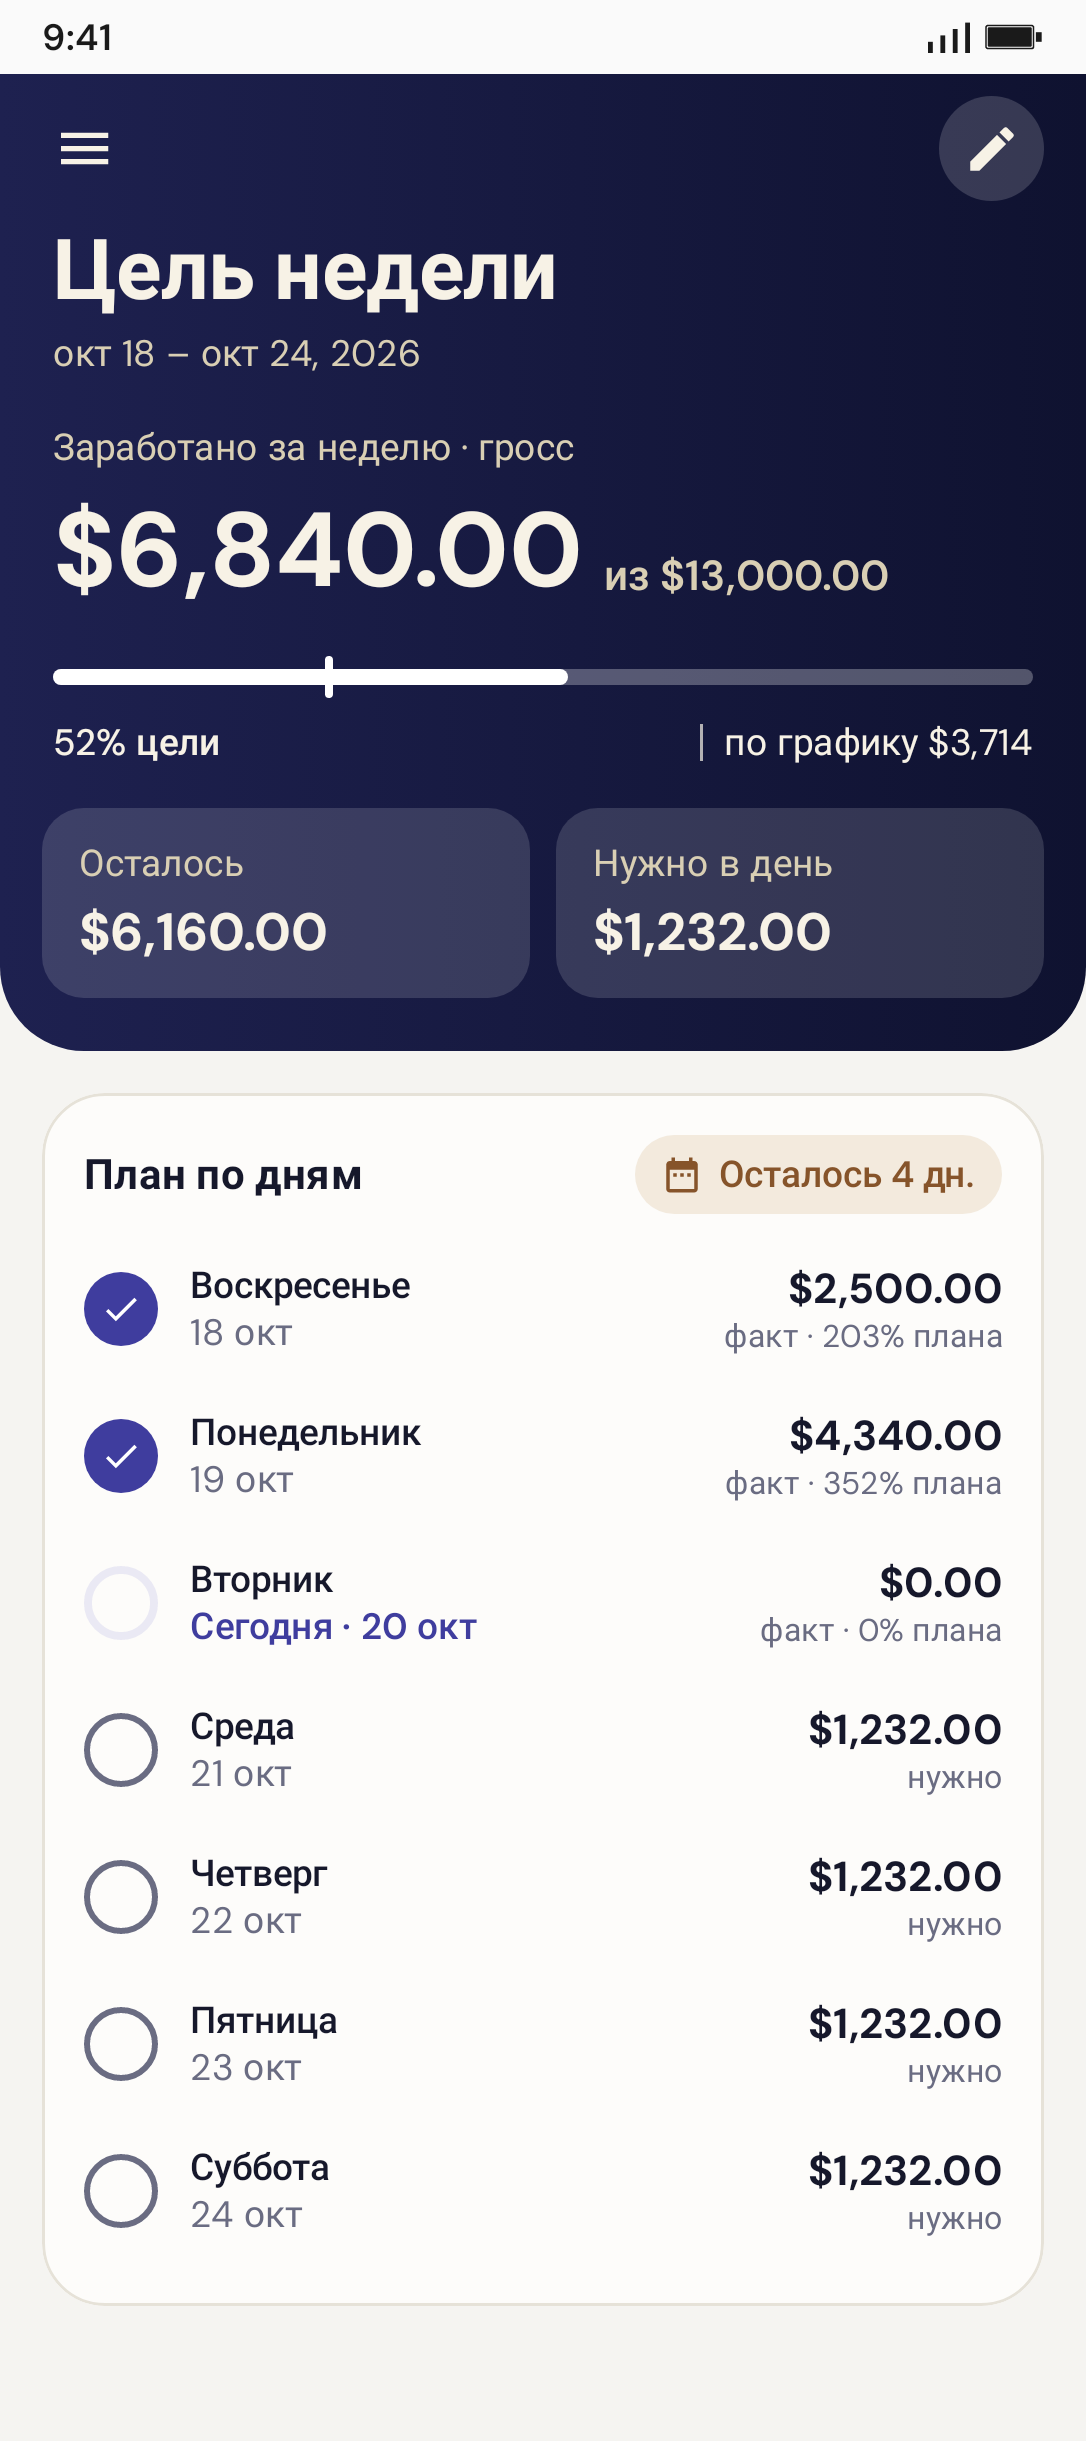 9:41
Цель недели
окт 18 – окт 24, 2026
Заработано за неделю · гросс
$6,840.00 из $13,000.00
52% цели
по графику $3,714
Осталось
$6,160.00
Нужно в день
$1,232.00
План по дням
Осталось 4 дн.
Воскресенье
18 окт
$2,500.00
факт · 203% плана
Понедельник
19 окт
$4,340.00
факт · 352% плана
Вторник
Сегодня · 20 окт
$0.00
факт · 0% плана
Среда
21 окт
$1,232.00
нужно
Четверг
22 окт
$1,232.00
нужно
Пятница
23 окт
$1,232.00
нужно
Суббота
24 окт
$1,232.00
нужно